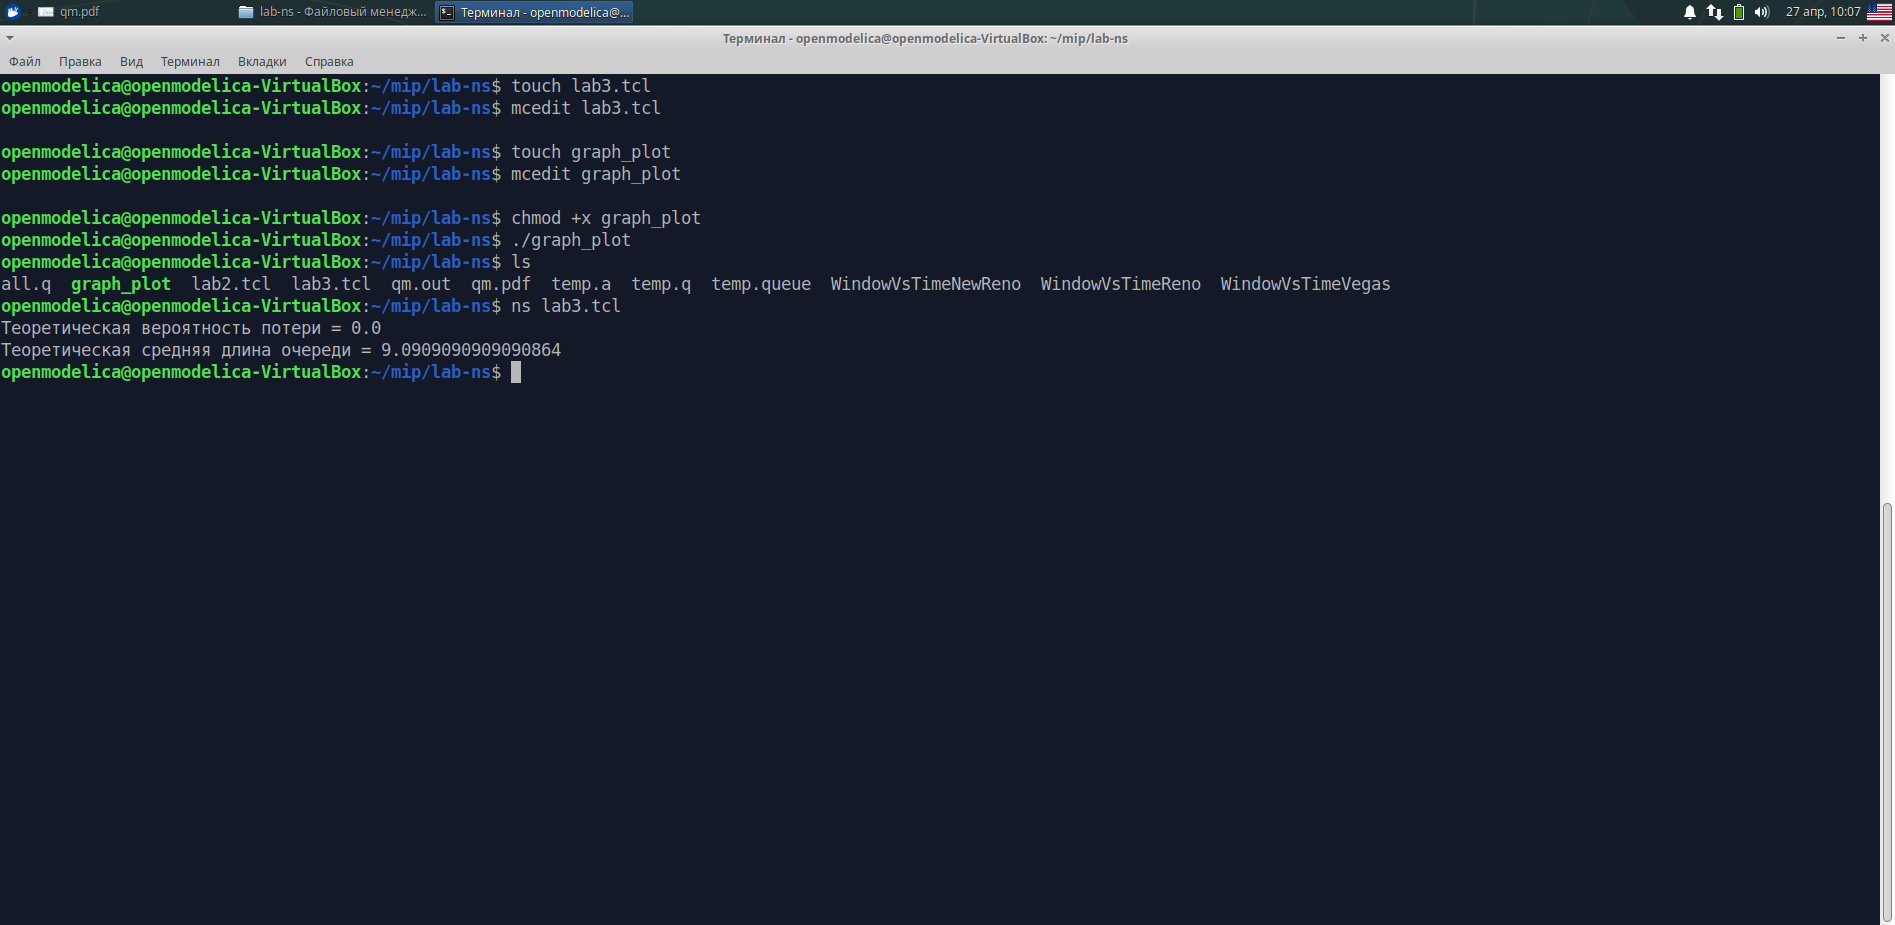 qm.pdf
lab-ns - Файловый менедж...
Терминал - openmodelica@...
27 апр, 10:07
Терминал - openmodelica@openmodelica-VirtualBox: ~/mip/lab-ns
Файл Правка Вид Терминал Вкладки Справка
openmodelica@openmodelica-VirtualBox:~/mip/lab-ns$ touch lab3.tcl
openmodelica@openmodelica-VirtualBox:~/mip/lab-ns$ mcedit lab3.tcl
openmodelica@openmodelica-VirtualBox:~/mip/lab-ns$ touch graph_plot
openmodelica@openmodelica-VirtualBox:~/mip/lab-ns$ mcedit graph_plot
openmodelica@openmodelica-VirtualBox:~/mip/lab-ns$ chmod +x graph_plot
openmodelica@openmodelica-VirtualBox:~/mip/lab-ns$ ./graph_plot
openmodelica@openmodelica-VirtualBox:~/mip/lab-ns$ ls
all.q graph_plot lab2.tcl lab3.tcl qm.out qm.pdf temp.a temp.q temp.queue WindowVsTimeNewReno WindowVsTimeReno WindowVsTimeVegas
openmodelica@openmodelica-VirtualBox:~/mip/lab-ns$ ns lab3.tcl
Теоретическая вероятность потери = 0.0
Теоретическая средняя длина очереди = 9.0909090909090864
openmodelica@openmodelica-VirtualBox:~/mip/lab-ns$